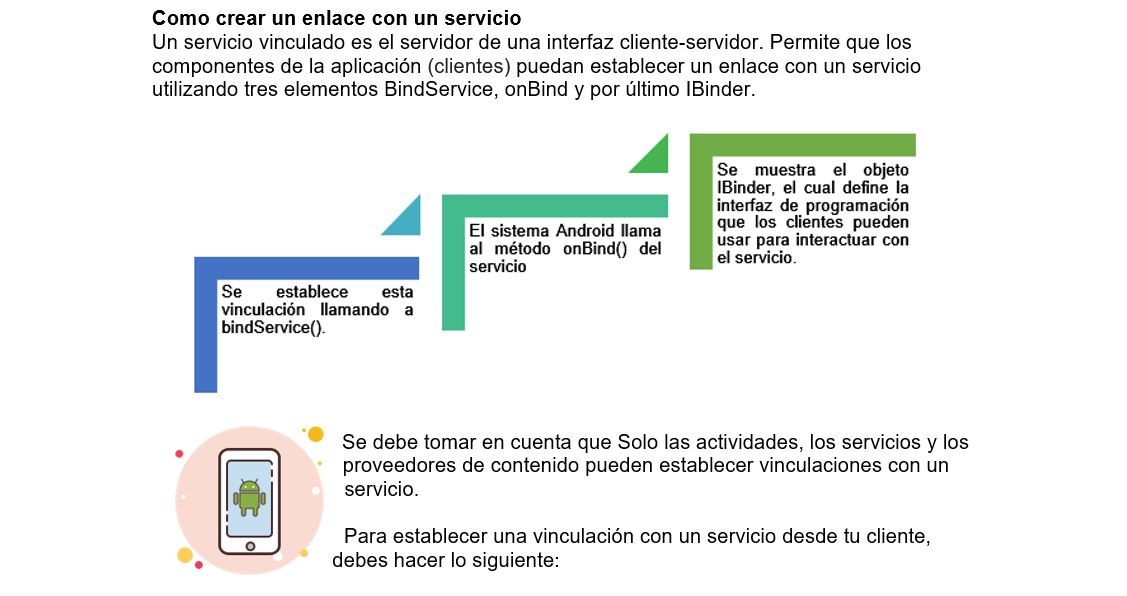 Como crear un enlace con un servicio
Un servicio vinculado es el servidor de una interfaz cliente-servidor. Permite que los
componentes de la aplicación (clientes) puedan establecer un enlace con un servicio
utilizando tres elementos BindService, onBind y por último IBinder.
Se establece esta
vinculación llamando a
bindService().
El sistema Android llama
al método onBind() del
servicio
Se muestra el objeto
IBinder, el cual define la
interfaz de programación
que los clientes pueden
usar para interactuar con
el servicio.
Se debe tomar en cuenta que Solo las actividades, los servicios y los
proveedores de contenido pueden establecer vinculaciones con un
servicio.
Para establecer una vinculación con un servicio desde tu cliente,
debes hacer lo siguiente: